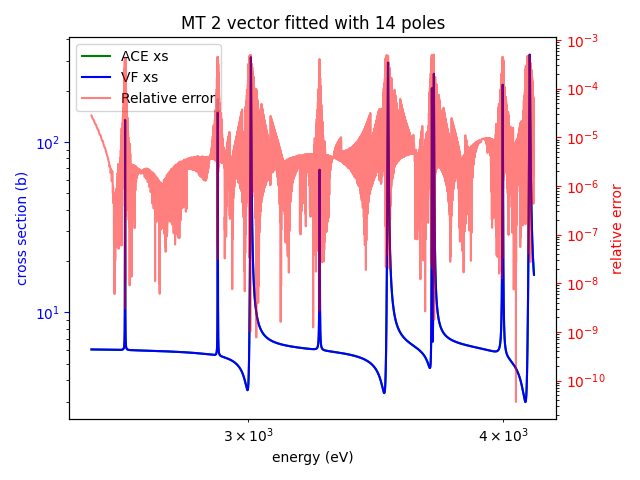 MT 2 vector fitted with 14 poles
ACE xs
VF xs
Relative error
cross section (b)
10²
10¹
relative error
10⁻³
10⁻⁴
10⁻⁵
10⁻⁶
10⁻⁷
10⁻⁸
10⁻⁹
10⁻¹⁰
3 × 10³
4 × 10³
energy (eV)